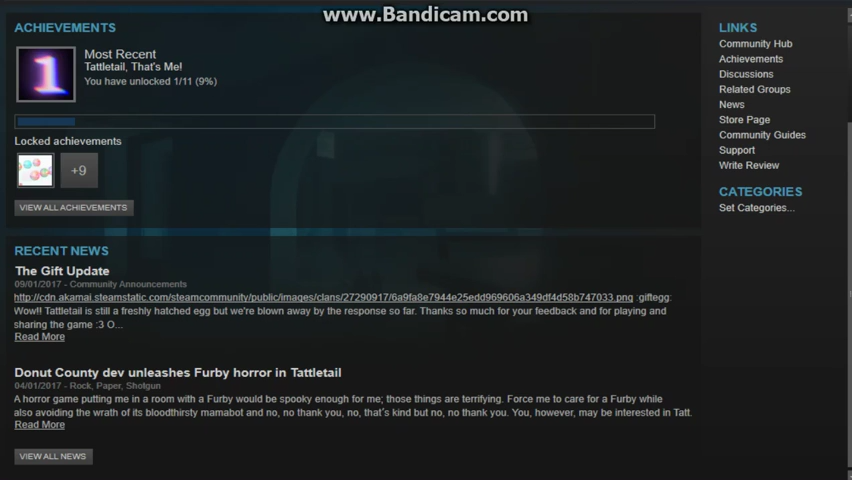 www.Bandicam.com
ACHIEVEMENTS
Most Recent
Tattletail, That's Me!
You have unlocked 1/11 (9%)
1
Locked achievements
+9
VIEW ALL ACHIEVEMENTS
RECENT NEWS
The Gift Update
09/01/2017 - Community Announcements
http://cdn.akamai.steamstatic.com/steamcommunity/public/images/clans/27290917/6a9fa8e7944e25edd969606a349df4d58b747033.png :giftegg:
Wow!! Tattletail is still a freshly hatched egg but we're blown away by the response so far. Thanks so much for your feedback and for playing and
sharing the game :3 O...
Read More
Donut County dev unleashes Furby horror in Tattletail
04/01/2017 - Rock, Paper, Shotgun
A horror game putting me in a room with a Furby would be spooky enough for me; those things are terrifying. Force me to care for a Furby while
also avoiding the wrath of its bloodthirsty mamabot and no, no thank you, no, that's kind but no, no thank you. You, however, may be interested in Tatt.
Read More
VIEW ALL NEWS
LINKS
Community Hub
Achievements
Discussions
Related Groups
News
Store Page
Community Guides
Support
Write Review
CATEGORIES
Set Categories...